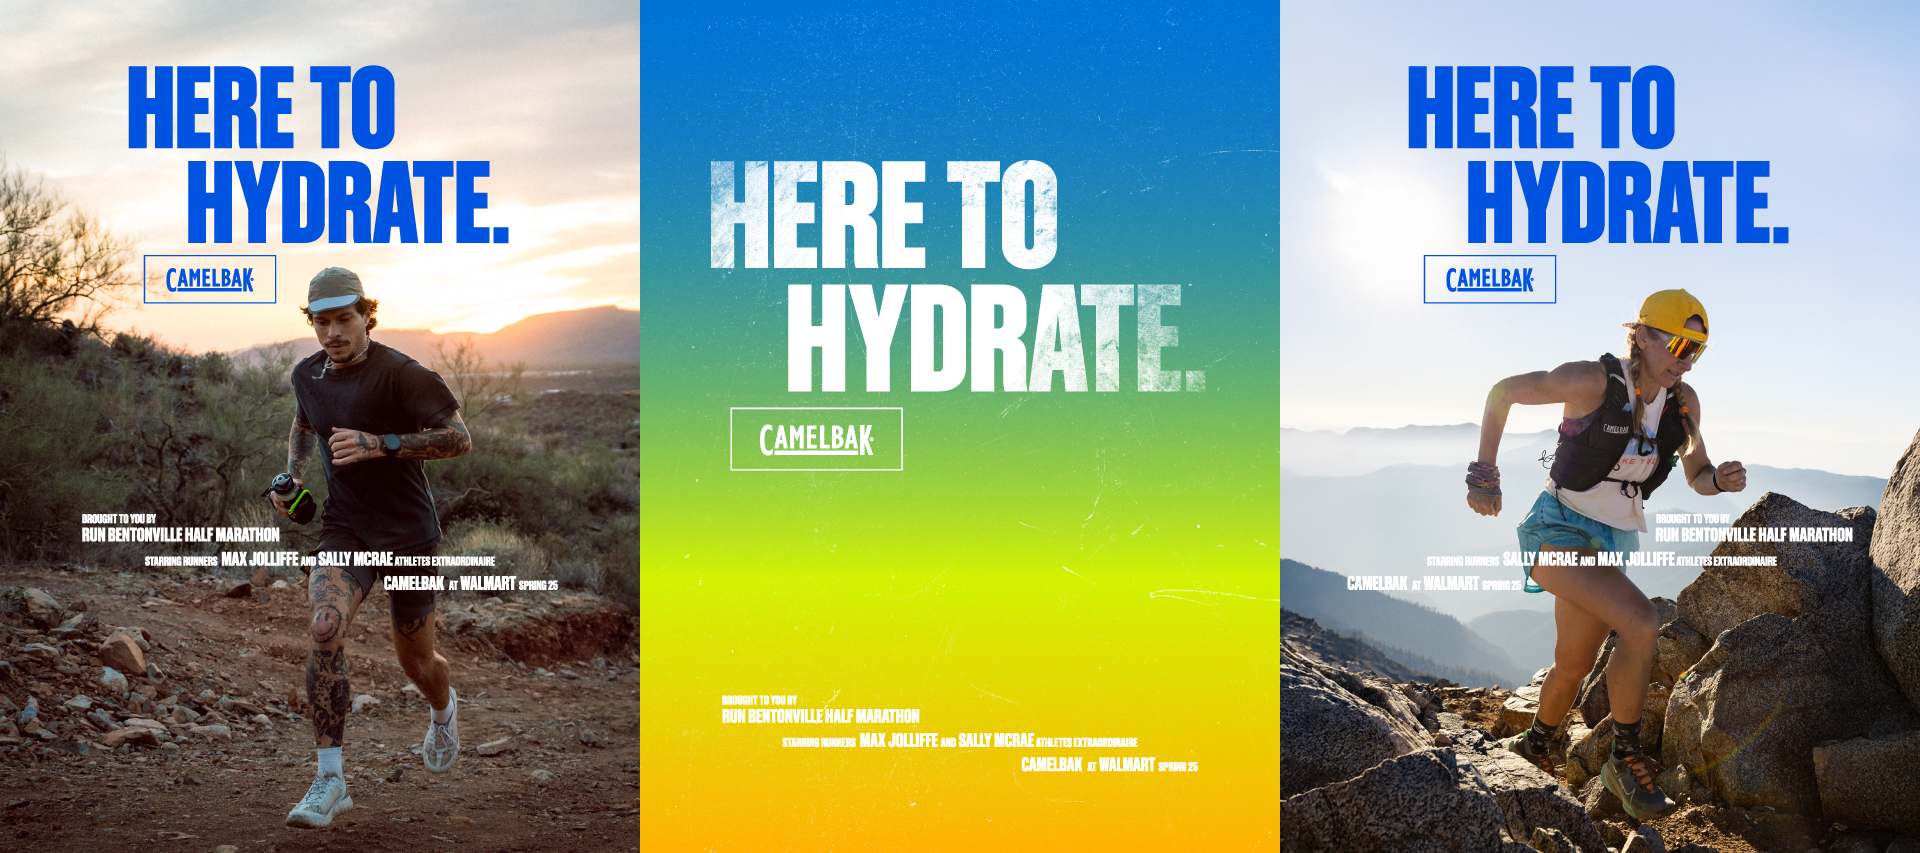 HERE TO
HYDRATE.
CAMELBAK
BROUGHT TO YOU BY
RUN BENTONVILLE HALF MARATHON
STARRING RUNNERS MAX JOLLIFFE AND SALLY MCRAE ATHLETES EXTRAORDINAIRE
CAMELBAK AT WALMART SPRING 25
HERE TO
HYDRATE.
CAMELBAK
BROUGHT TO YOU BY
RUN BENTONVILLE HALF MARATHON
STARRING RUNNERS MAX JOLLIFFE AND SALLY MCRAE ATHLETES EXTRAORDINAIRE
CAMELBAK AT WALMART SPRING 25
HERE TO
HYDRATE.
CAMELBAK
CAMELBAK
BROUGHT TO YOU BY
RUN BENTONVILLE HALF MARATHON
STARRING RUNNERS SALLY MCRAE AND MAX JOLLIFFE ATHLETES EXTRAORDINAIRE
CAMELBAK AT WALMART SPRING 25